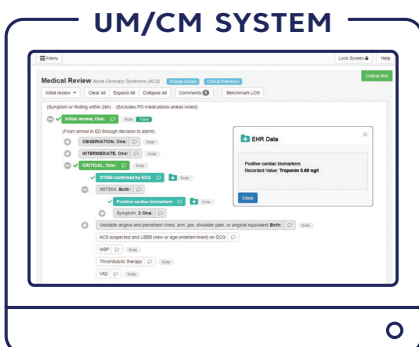 UM/CM SYSTEM
Menu
Lock Screen
Help
Medical Review Acute Coronary Syndrome (ACS) Change Subset Clinical Reference
Critical Met
Initial review Clear All Expand All Collapse All Comments 0 Benchmark LOS
(Symptom or finding within 24h) (Excludes PO medications unless noted)
Initial review, One: Note
(From arrival in ED through decision to admit)
OBSERVATION, One: Note
INTERMEDIATE, One: Note
CRITICAL, One: Note
STEMI confirmed by ECG Note
NSTEMI, Both: Note
Positive cardiac biomarkers Note
Symptom, ≥ One: Note
Unstable angina and persistent chest, arm, jaw, shoulder pain, or anginal equivalent Both: Note
ACS suspected and LBBB (new or age undetermined) on ECG
IABP Note
Thrombolytic therapy Note
VAD Note
EHR Data
Positive cardiac biomarkers
Recorded Value: Troponin 0.69 ng/l
Close